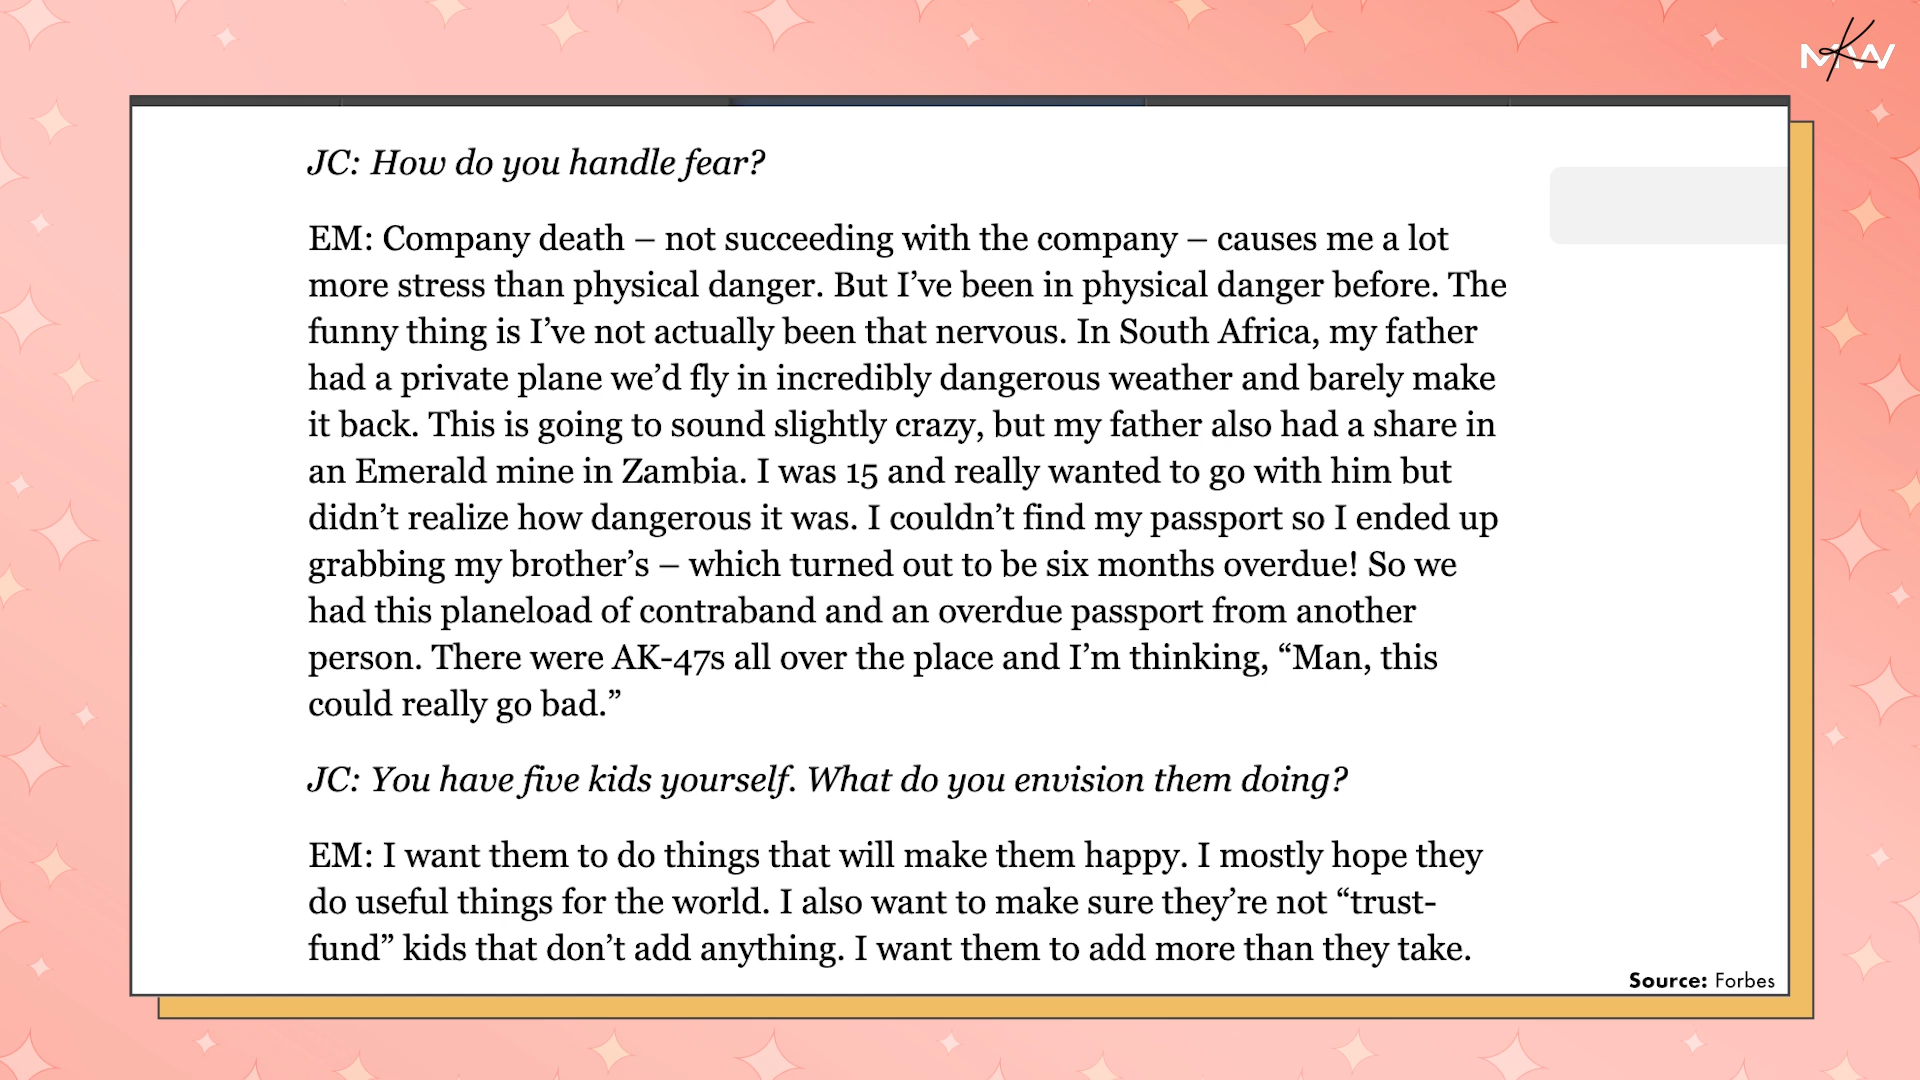 MKW
JC: How do you handle fear?
EM: Company death – not succeeding with the company – causes me a lot
more stress than physical danger. But I’ve been in physical danger before. The
funny thing is I’ve not actually been that nervous. In South Africa, my father
had a private plane we’d fly in incredibly dangerous weather and barely make
it back. This is going to sound slightly crazy, but my father also had a share in
an Emerald mine in Zambia. I was 15 and really wanted to go with him but
didn’t realize how dangerous it was. I couldn’t find my passport so I ended up
grabbing my brother’s – which turned out to be six months overdue! So we
had this planeload of contraband and an overdue passport from another
person. There were AK-47s all over the place and I’m thinking, “Man, this
could really go bad.”
JC: You have five kids yourself. What do you envision them doing?
EM: I want them to do things that will make them happy. I mostly hope they
do useful things for the world. I also want to make sure they’re not “trust-
fund” kids that don’t add anything. I want them to add more than they take.
Source: Forbes